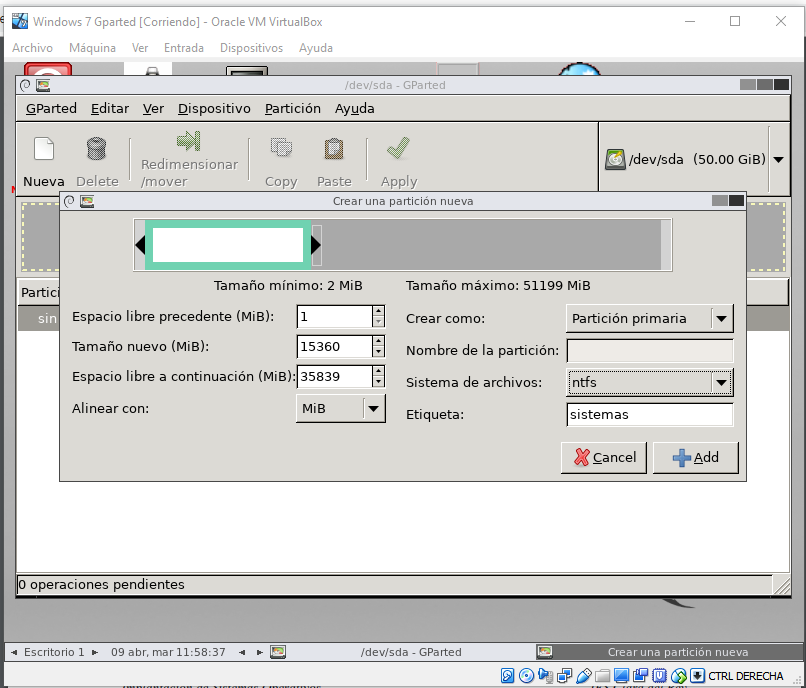 Windows 7 Gparted [Corriendo] - Oracle VM VirtualBox
Archivo Máquina Ver Entrada Dispositivos Ayuda
/dev/sda - GParted
GParted Editar Ver Dispositivo Partición Ayuda
Nueva Delete Redimensionar /mover Copy Paste Apply
/dev/sda (50.00 GiB)
Crear una partición nueva
Tamaño mínimo: 2 MiB Tamaño máximo: 51199 MiB
Partici
sin
Espacio libre precedente (MiB): 1
Crear como: Partición primaria
Tamaño nuevo (MiB): 15360
Nombre de la partición:
Espacio libre a continuación (MiB): 35839
Sistema de archivos: ntfs
Alinear con: MiB
Etiqueta: sistemas
Cancel Add
0 operaciones pendientes
Escritorio 1 09 abr, mar 11:58:37 /dev/sda - GParted Crear una partición nueva
CTRL DERECHA